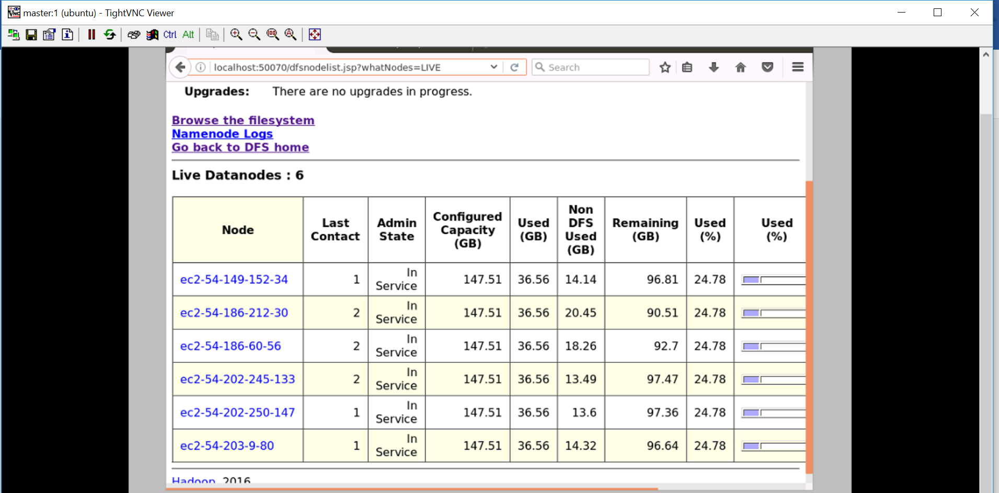 master:1 (ubuntu) - TightVNC Viewer
Ctrl Alt
localhost:50070/dfsnodelist.jsp?whatNodes=LIVE
Search
Upgrades: There are no upgrades in progress.
Browse the filesystem
Namenode Logs
Go back to DFS home
Live Datanodes : 6
Node Last Contact Admin State Configured Capacity (GB) Used (GB) Non DFS Used (GB) Remaining (GB) Used (%) Used (%)
ec2-54-149-152-34 1 In Service 147.51 36.56 14.14 96.81 24.78
ec2-54-186-212-30 2 In Service 147.51 36.56 20.45 90.51 24.78
ec2-54-186-60-56 2 In Service 147.51 36.56 18.26 92.7 24.78
ec2-54-202-245-133 2 In Service 147.51 36.56 13.49 97.47 24.78
ec2-54-202-250-147 1 In Service 147.51 36.56 13.6 97.36 24.78
ec2-54-203-9-80 1 In Service 147.51 36.56 14.32 96.64 24.78
Hadoop, 2016